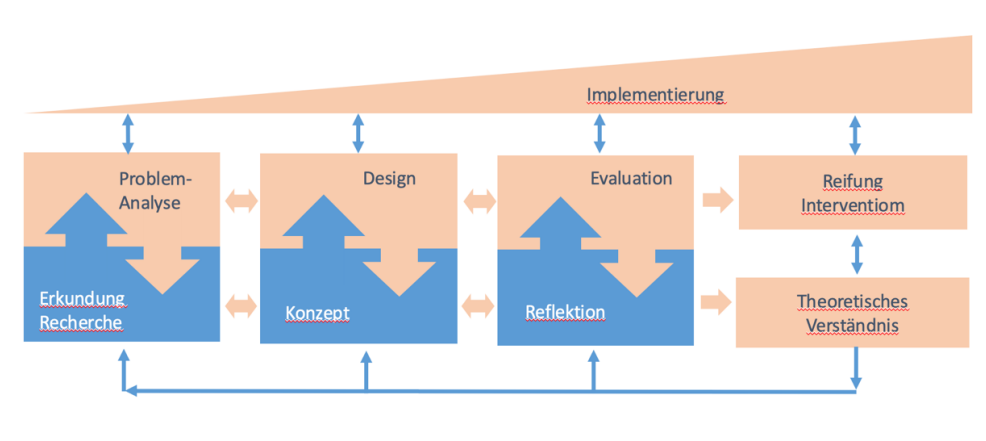 Implementierung
Problem-
Analyse
Erkundung
Recherche
Design
Konzept
Evaluation
Reflektion
Reifung
Interventiom
Theoretisches
Verständnis